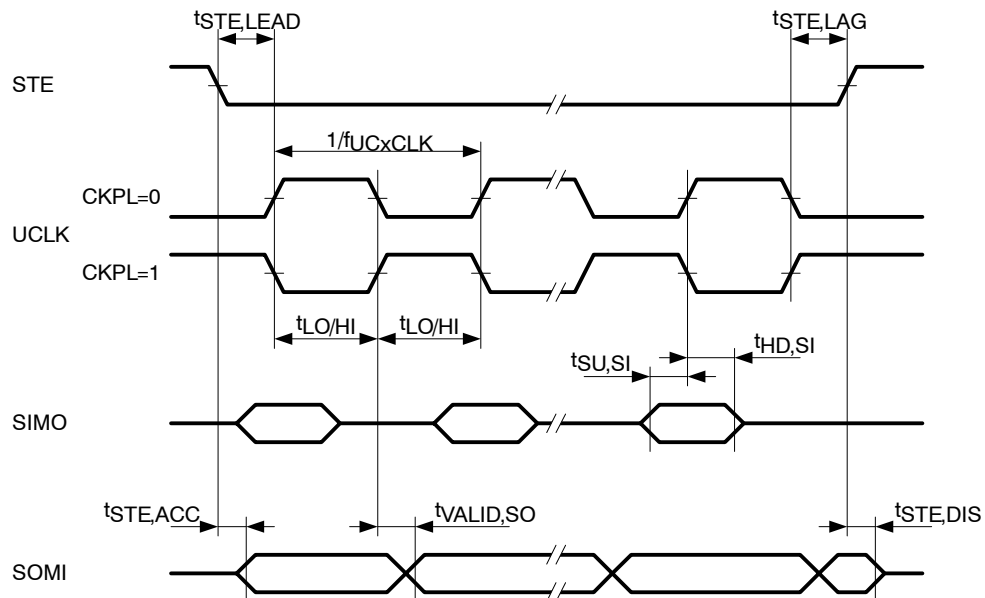 tSTE,LEAD
tSTE,LAG
STE
1/fUCxCLK
CKPL=0
UCLK
CKPL=1
tLO/HI tLO/HI
tHD,SI
tSU,SI
SIMO
tSTE,ACC
tVALID,SO
tSTE,DIS
SOMI